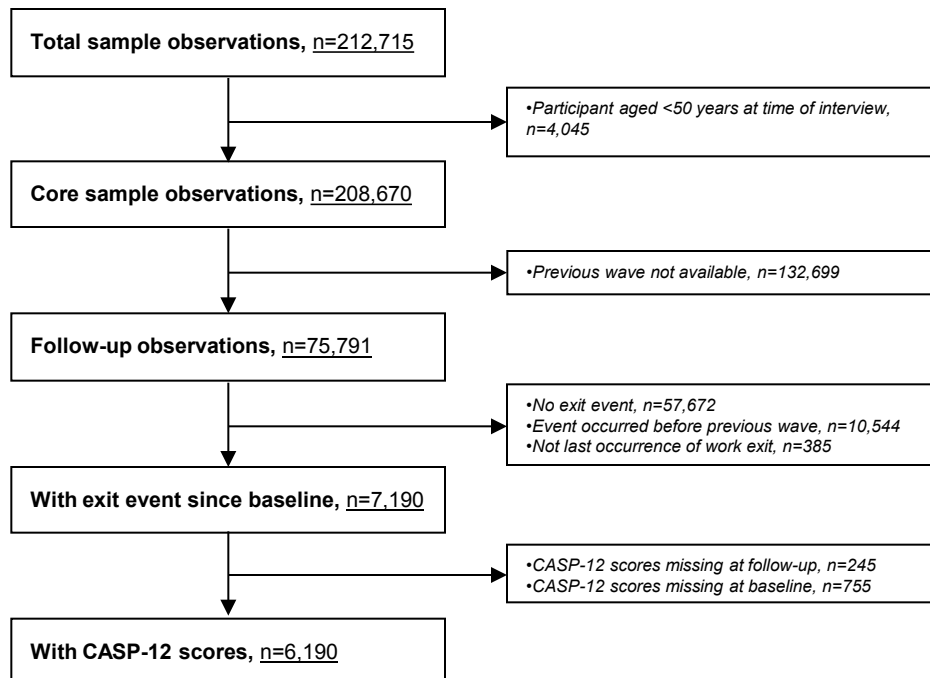 Total sample observations, n=212,715
•Participant aged <50 years at time of interview,
n=4,045
Core sample observations, n=208,670
•Previous wave not available, n=132,699
Follow-up observations, n=75,791
•No exit event, n=57,672
•Event occurred before previous wave, n=10,544
•Not last occurrence of work exit, n=385
With exit event since baseline, n=7,190
•CASP-12 scores missing at follow-up, n=245
•CASP-12 scores missing at baseline, n=755
With CASP-12 scores, n=6,190